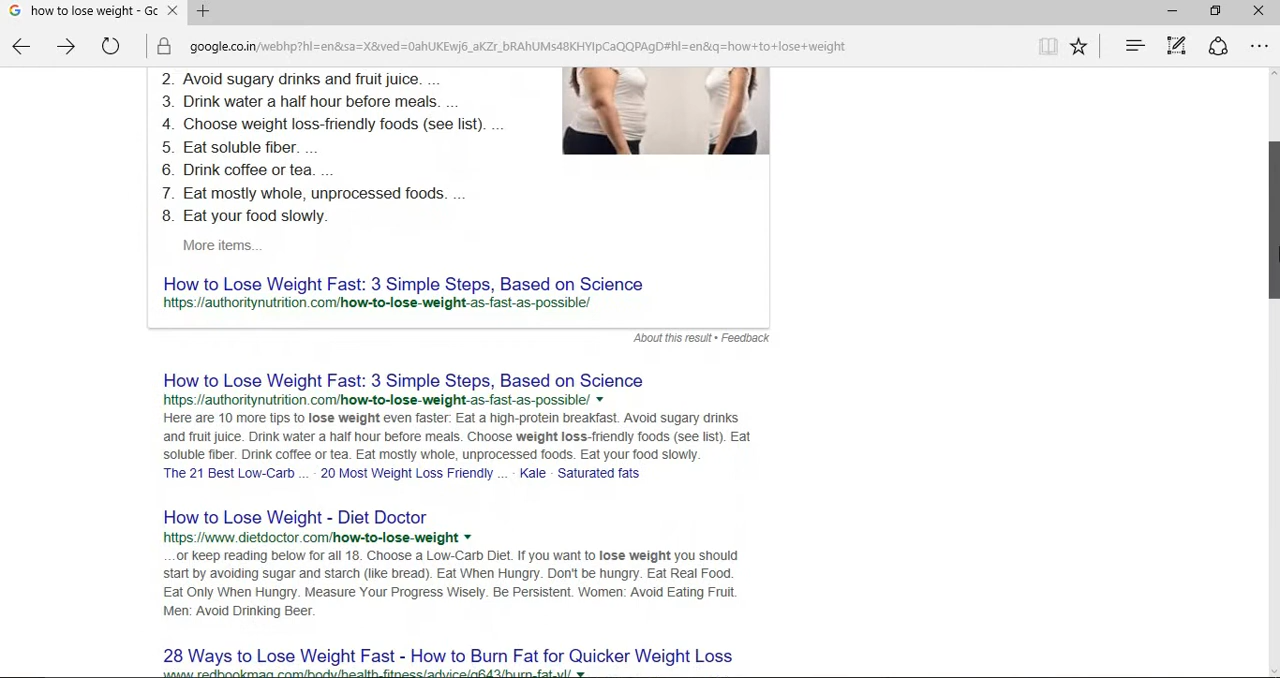 how to lose weight - Gc
google.co.in/webhp?hl=en&sa=X&ved=0ahUKEwj6_aKZr_bRAhUMs48KHYIpCaQQPAgD#hl=en&q=how+to+lose+weight
2. Avoid sugary drinks and fruit juice. ...
3. Drink water a half hour before meals. ...
4. Choose weight loss-friendly foods (see list). ...
5. Eat soluble fiber. ...
6. Drink coffee or tea. ...
7. Eat mostly whole, unprocessed foods. ...
8. Eat your food slowly.
More items...
How to Lose Weight Fast: 3 Simple Steps, Based on Science
https://authoritynutrition.com/how-to-lose-weight-as-fast-as-possible/
About this result • Feedback
How to Lose Weight Fast: 3 Simple Steps, Based on Science
https://authoritynutrition.com/how-to-lose-weight-as-fast-as-possible/
Here are 10 more tips to lose weight even faster: Eat a high-protein breakfast. Avoid sugary drinks
and fruit juice. Drink water a half hour before meals. Choose weight loss-friendly foods (see list). Eat
soluble fiber. Drink coffee or tea. Eat mostly whole, unprocessed foods. Eat your food slowly.
The 21 Best Low-Carb ... · 20 Most Weight Loss Friendly ... · Kale · Saturated fats
How to Lose Weight - Diet Doctor
https://www.dietdoctor.com/how-to-lose-weight
...or keep reading below for all 18. Choose a Low-Carb Diet. If you want to lose weight you should
start by avoiding sugar and starch (like bread). Eat When Hungry. Don't be hungry. Eat Real Food.
Eat Only When Hungry. Measure Your Progress Wisely. Be Persistent. Women: Avoid Eating Fruit.
Men: Avoid Drinking Beer.
28 Ways to Lose Weight Fast - How to Burn Fat for Quicker Weight Loss
www.redbookmag.com/body/health-fitness/advice/g643/burn-fat-yl/